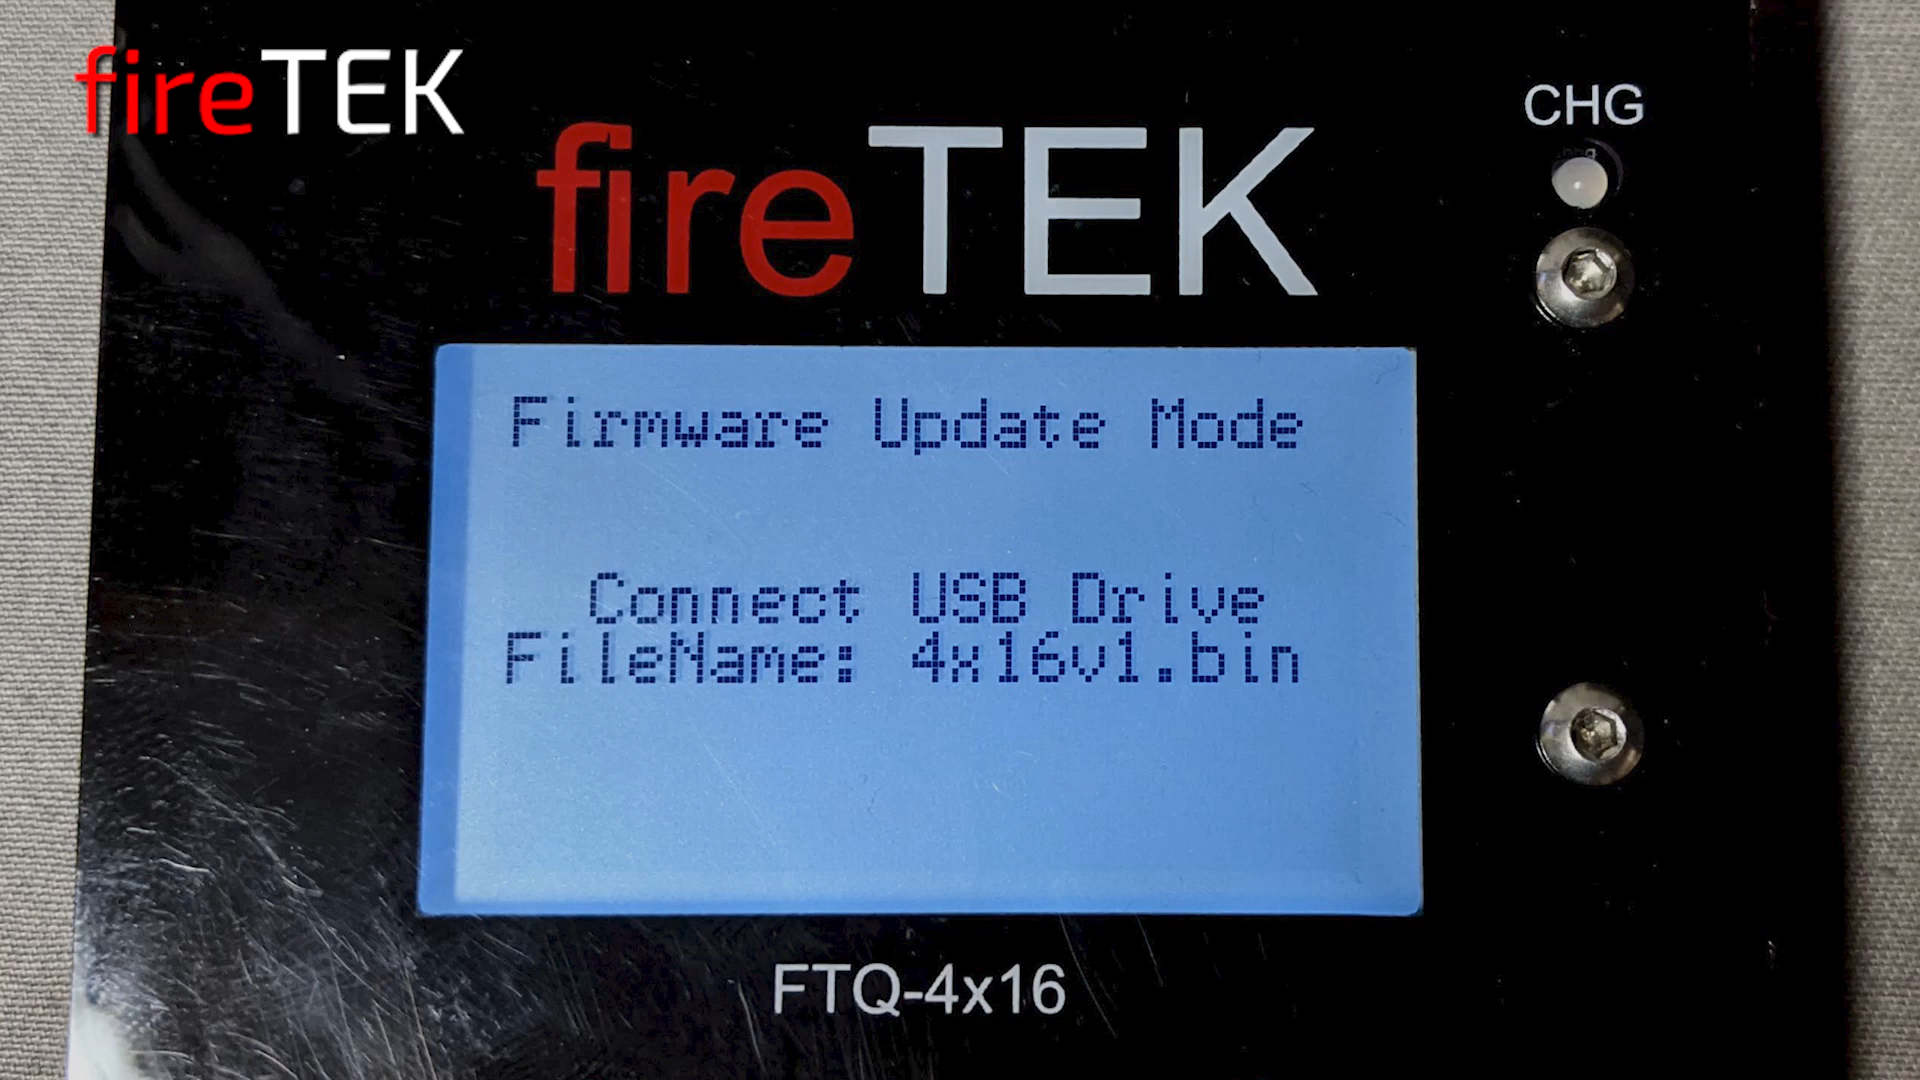 fireTEK
CHG
fireTEK
Firmware Update Mode
Connect USB Drive
FileName: 4x16v1.bin
FTQ-4x16